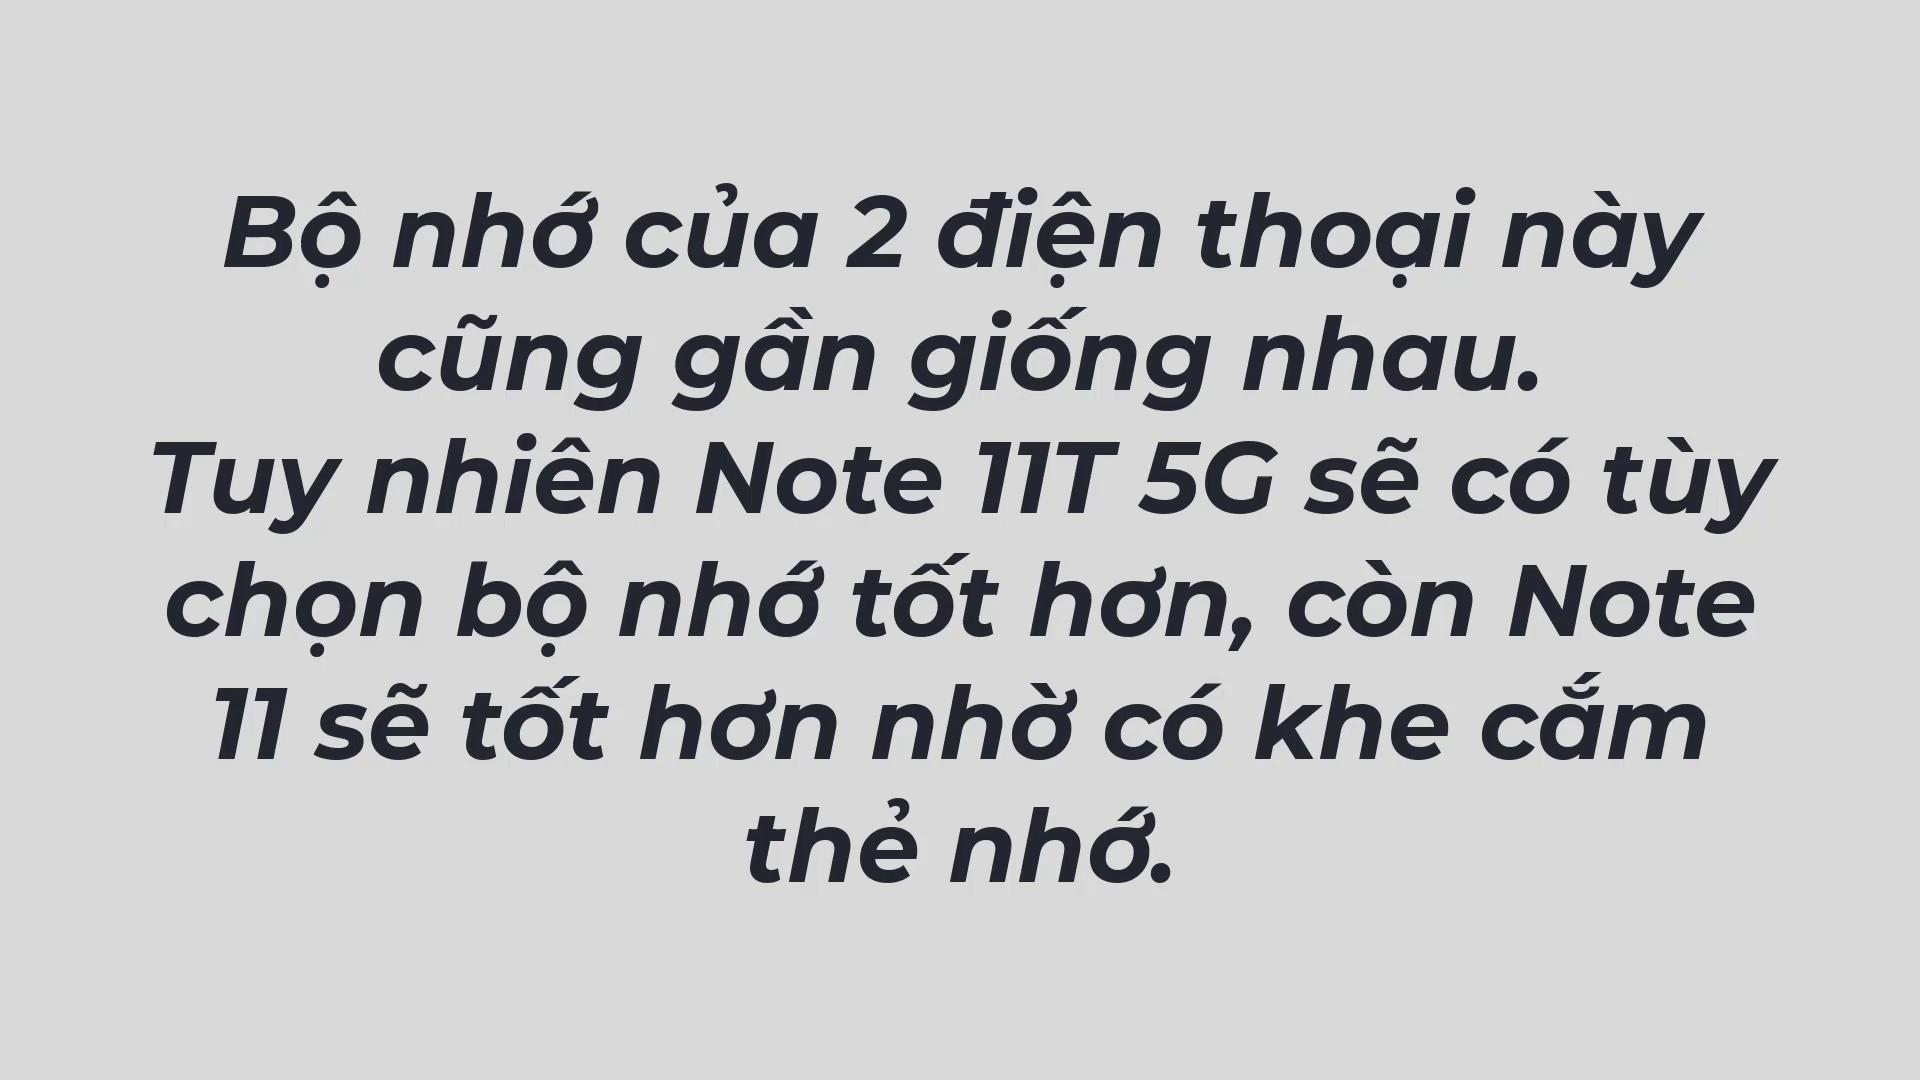 Bộ nhớ của 2 điện thoại này
cũng gần giống nhau.
Tuy nhiên Note 11T 5G sẽ có tùy
chọn bộ nhớ tốt hơn, còn Note
11 sẽ tốt hơn nhờ có khe cắm
thẻ nhớ.